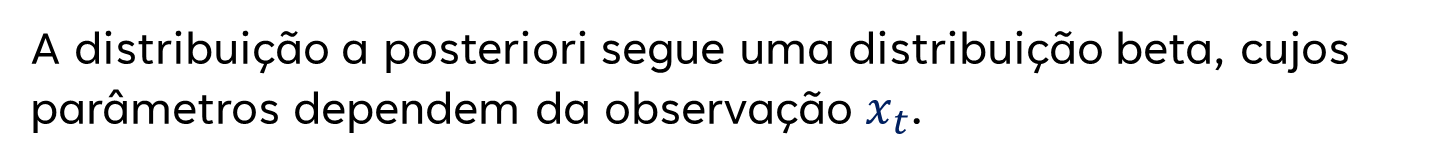 A distribuição a posteriori segue uma distribuição beta, cujos
parâmetros dependem da observação $x_t$.